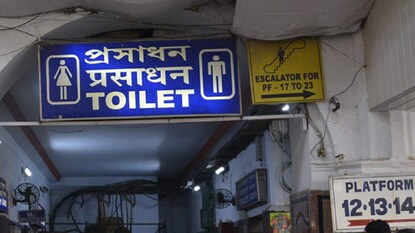 প্রসাধন
प्रसाधन
TOILET
ESCALATOR FOR
PF - 17 TO 23
PLATFORM
12·13·14